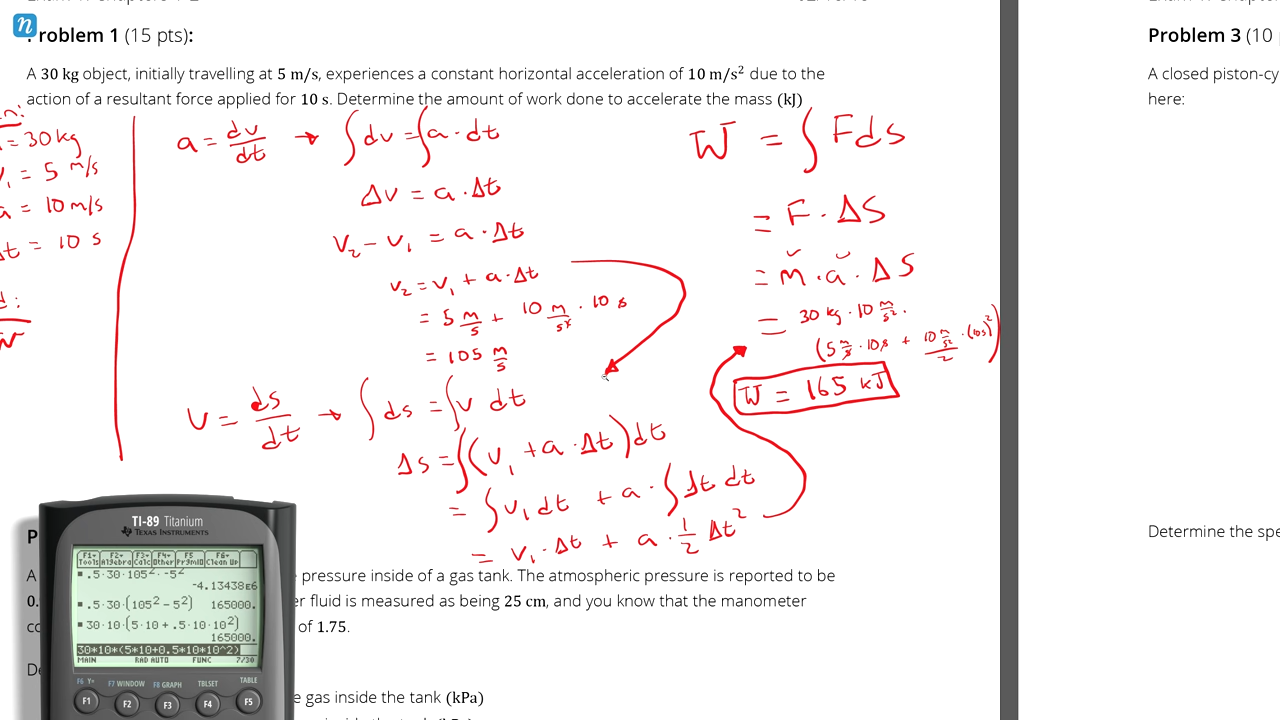 n
Problem 1 (15 pts):
A 30 kg object, initially travelling at 5 m/s, experiences a constant horizontal acceleration of 10 m/s² due to the
action of a resultant force applied for 10 s. Determine the amount of work done to accelerate the mass (kJ)
= 30 kg
V₁ = 5 m/s
a = 10 m/s
t = 10 s
d:
a = dv/dt → ∫dv = ∫a · dt
Δv = a · Δt
V₂ - V₁ = a · Δt
V₂ = V₁ + a · Δt
= 5 m/s + 10 m/s² · 10 s
= 105 m/s
V = ds/dt → ∫ds = ∫v dt
Δs = ∫(V₁ + a · Δt)dt
= ∫V₁dt + a · ∫Δt dt
= V₁ · Δt + a · 1/2 Δt²
W = ∫Fds
= F · ΔS
= m · a · ΔS
= 30 kg · 10 m/s² ·
(5 m/s · 10s + 10 m/s² /2 · (10s)²)
W = 165 kJ
P
A
pressure inside of a gas tank. The atmospheric pressure is reported to be
0.
er fluid is measured as being 25 cm, and you know that the manometer
co
of 1.75.
De
e gas inside the tank (kPa)
TI-89 Titanium
TEXAS INSTRUMENTS
F1▾ Tools F2▾ Algebra F3▾ Calc F4▾ Other F5 PrgmIO F6▾ Clean Up
.5·30·105² · -5²
-4.13438E6
.5·30·(105² - 5²) 165000.
30·10·(5·10 + .5·10·10²)
165000.
30*10*(5*10+0.5*10*10^2)
MAIN RAD AUTO FUNC 7/30
F6 Y= F7 WINDOW F8 GRAPH TBLSET TABLE
F1 F2 F3 F4 F5
Problem 3 (10
A closed piston-cy
here:
Determine the spe